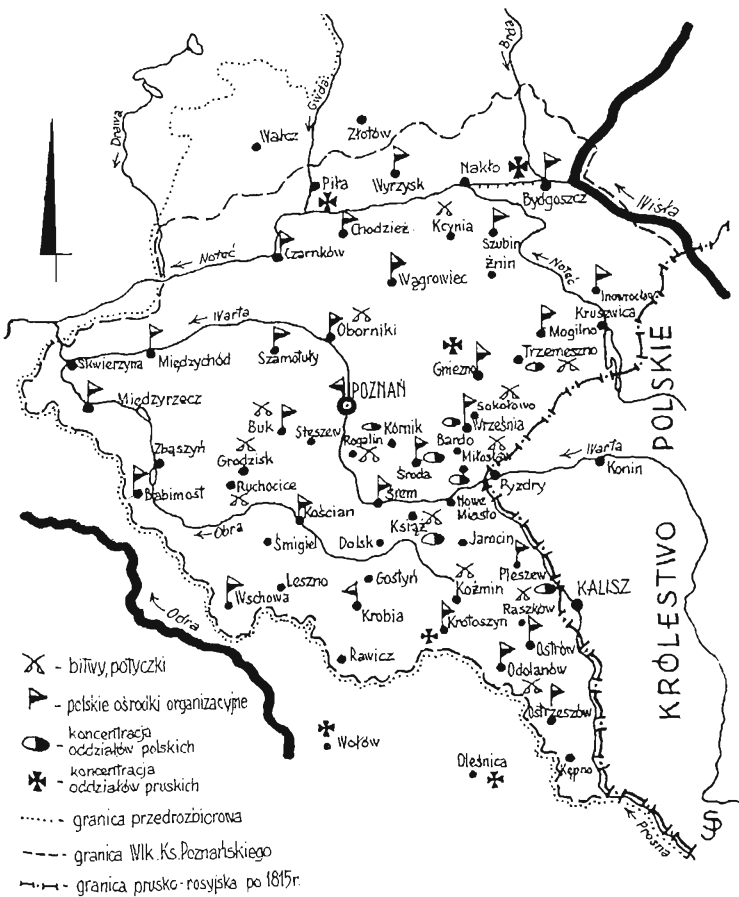 Brda
Gwda
Drawa
Wałcz
Złotów
Wyrzysk
Nakło
Piła
Bydgoszcz
Wisła
Chodzież
Kcynia
Szubin
Czarnków
Noteć
Żnin
Noteć
Wągrowiec
Inowrocław
Kruszwica
Warta
Oborniki
Mogilno
Skwierzyna
Międzychód
Szamotuły
Trzemeszno
Gniezno
POLSKIE
Międzyrzecz
POZNAŃ
Sokołowo
Września
Buk
Stęszew
Kórnik
Rogalin
Bardo
Zbąszyń
Grodzisk
Miłosław
Warta
Konin
Środa
Babimost
Ruchocice
Pyzdry
Śrem
Nowe
Miasto
Kościan
Książ
Obra
Śmigiel
Dolsk
Jarocin
KRÓLESTWO
Pleszew
Leszno
Gostyń
Wschowa
Koźmin
KALISZ
Raszków
Krobia
Odra
Krotoszyn
Ostrów
Rawicz
Odolanów
Ostrzeszów
Wołów
Oleśnica
Kępno
Prosna
- bitwy, potyczki
- polskie ośrodki organizacyjne
- koncentracja
oddziałów polskich
- koncentracja
oddziałów pruskich
- granica przedrozbiorowa
- granica Wlk. Ks. Poznańskiego
- granica prusko-rosyjska po 1815r.